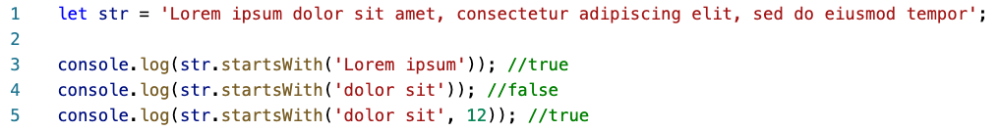 1 let str = 'Lorem ipsum dolor sit amet, consectetur adipiscing elit, sed do eiusmod tempor';
2
3 console.log(str.startsWith('Lorem ipsum')); //true
4 console.log(str.startsWith('dolor sit')); //false
5 console.log(str.startsWith('dolor sit', 12)); //true